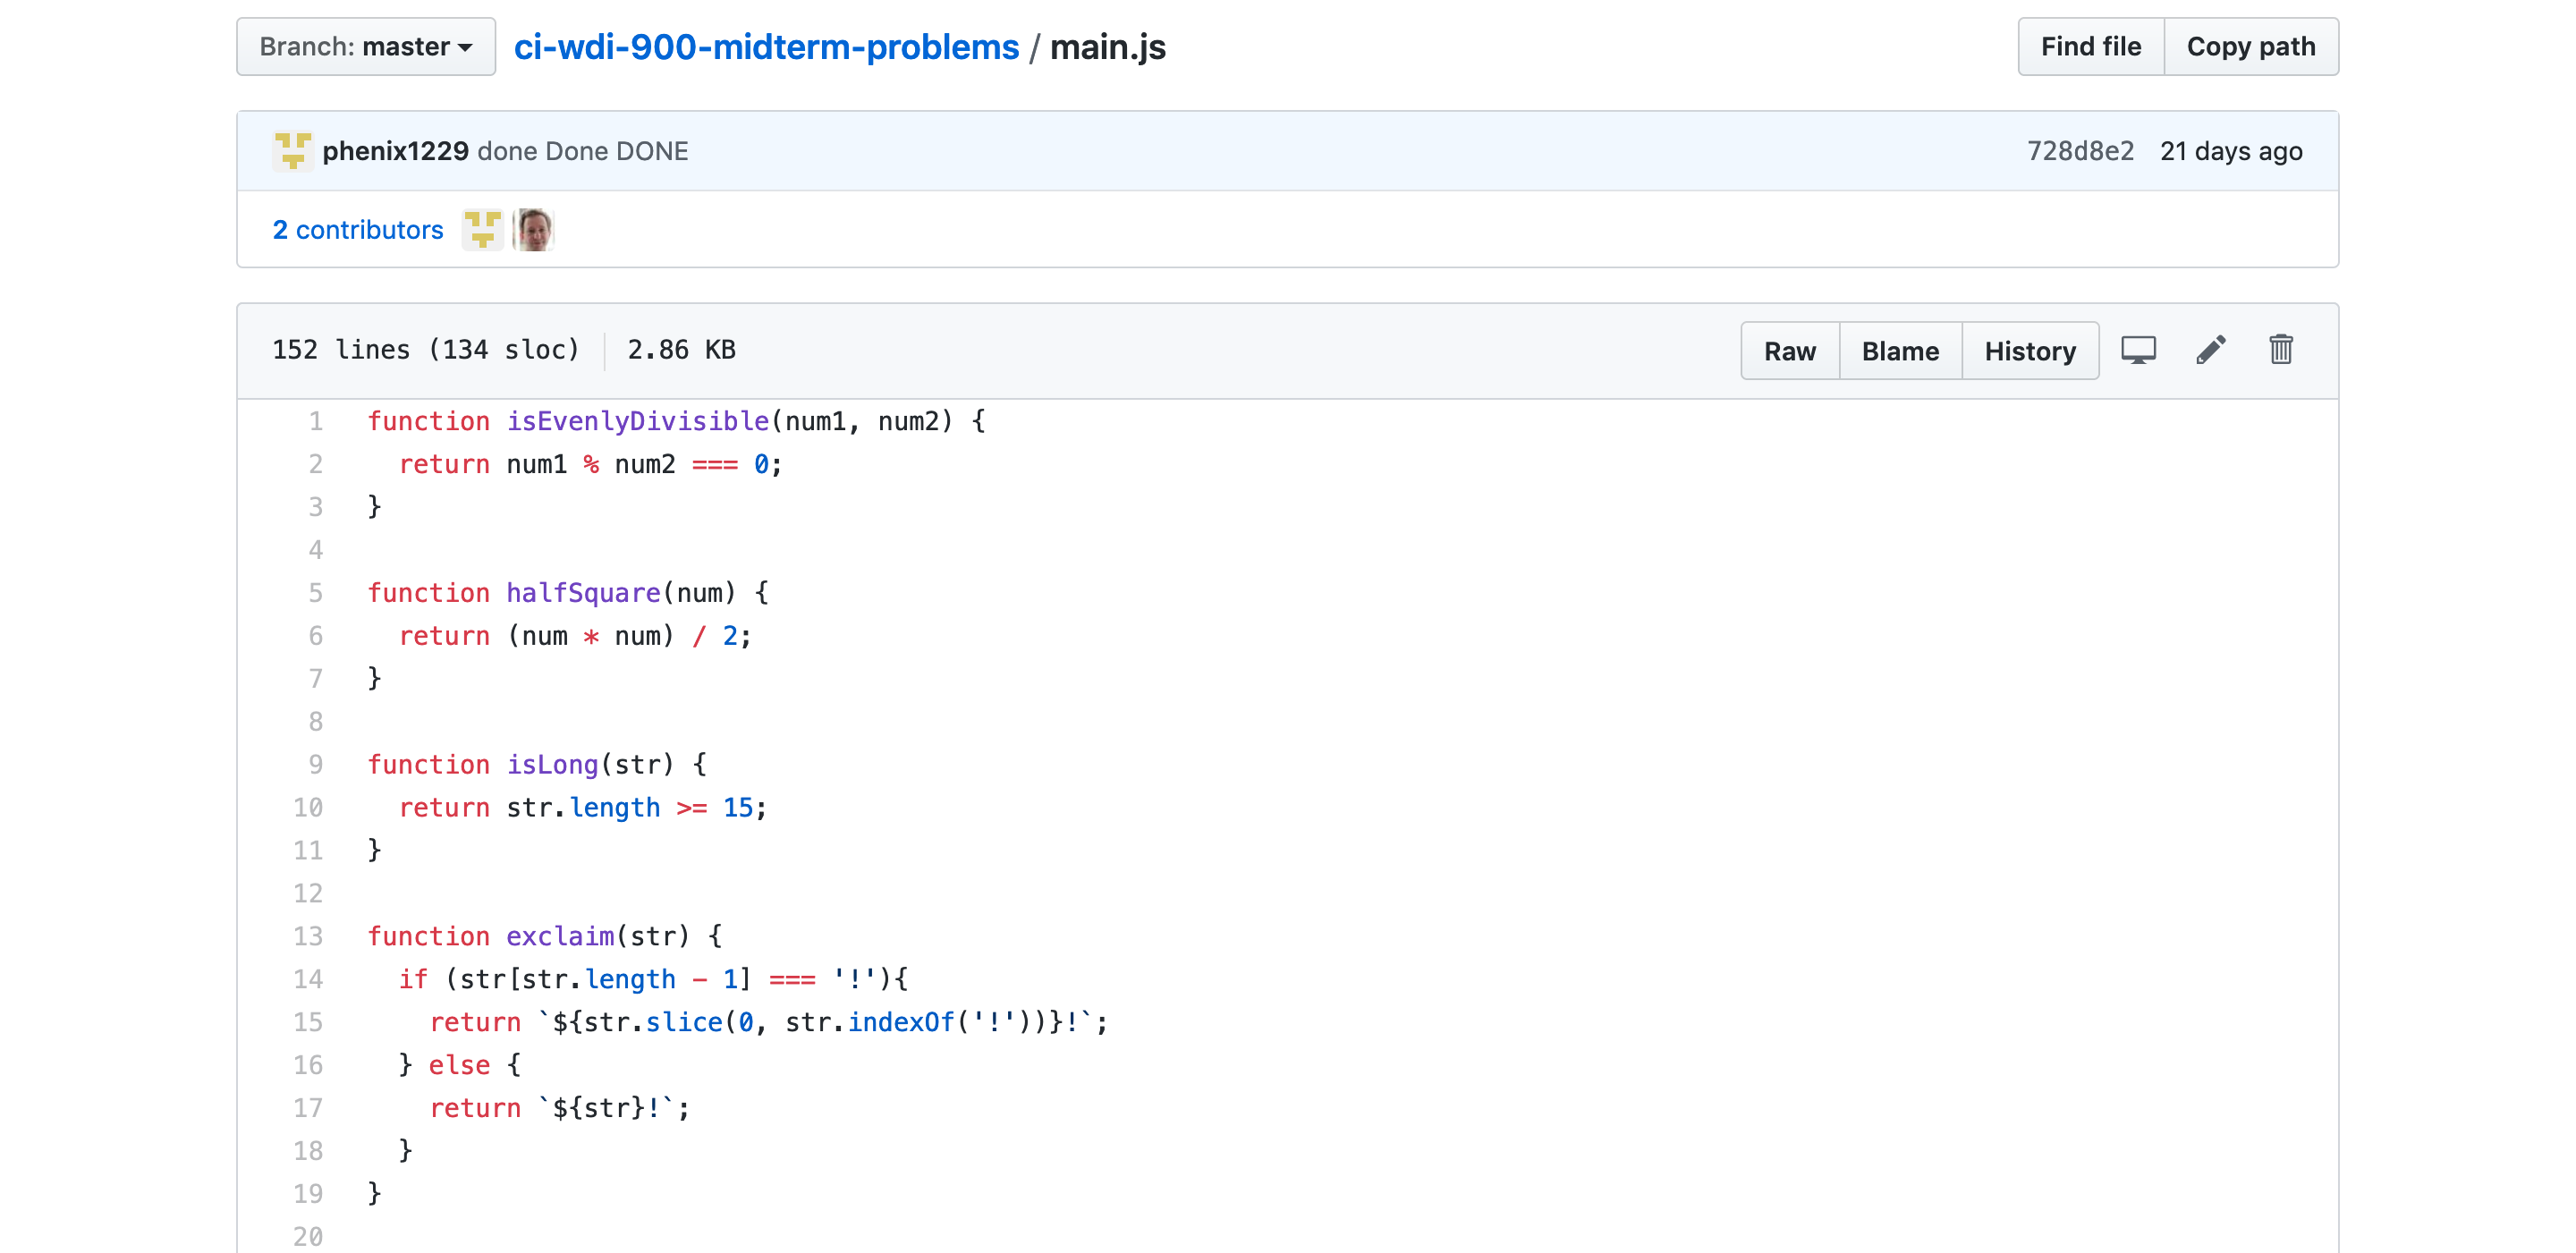 Branch: master ci-wdi-900-midterm-problems / main.js Find file Copy path
phenix1229 done Done DONE 728d8e2 21 days ago
2 contributors
152 lines (134 sloc) 2.86 KB Raw Blame History
1 function isEvenlyDivisible(num1, num2) {
2   return num1 % num2 === 0;
3 }
4
5 function halfSquare(num) {
6   return (num * num) / 2;
7 }
8
9 function isLong(str) {
10   return str.length >= 15;
11 }
12
13 function exclaim(str) {
14   if (str[str.length - 1] === '!'){
15     return `${str.slice(0, str.indexOf('!'))}!`;
16   } else {
17     return `${str}!`;
18   }
19 }
20